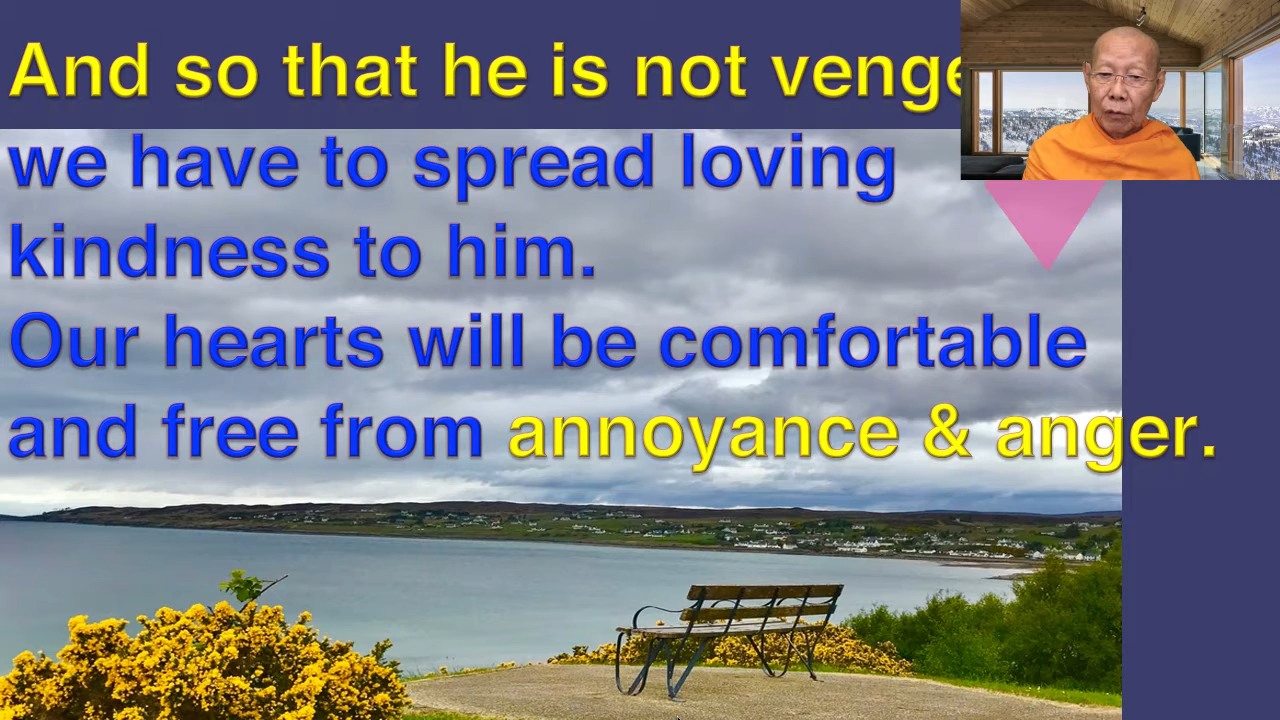 And so that he is not
we have to spread loving
kindness to him.
Our hearts will be comfortable
and free from annoyance & anger.